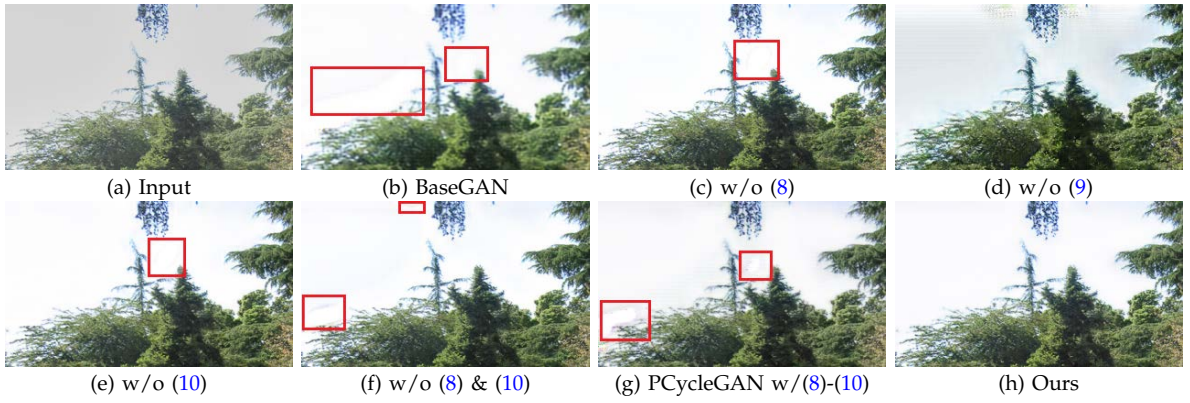 (a) Input
(b) BaseGAN
(c) w/o (8)
(d) w/o (9)
(e) w/o (10)
(f) w/o (8) & (10)
(g) PCycleGAN w/(8)-(10)
(h) Ours